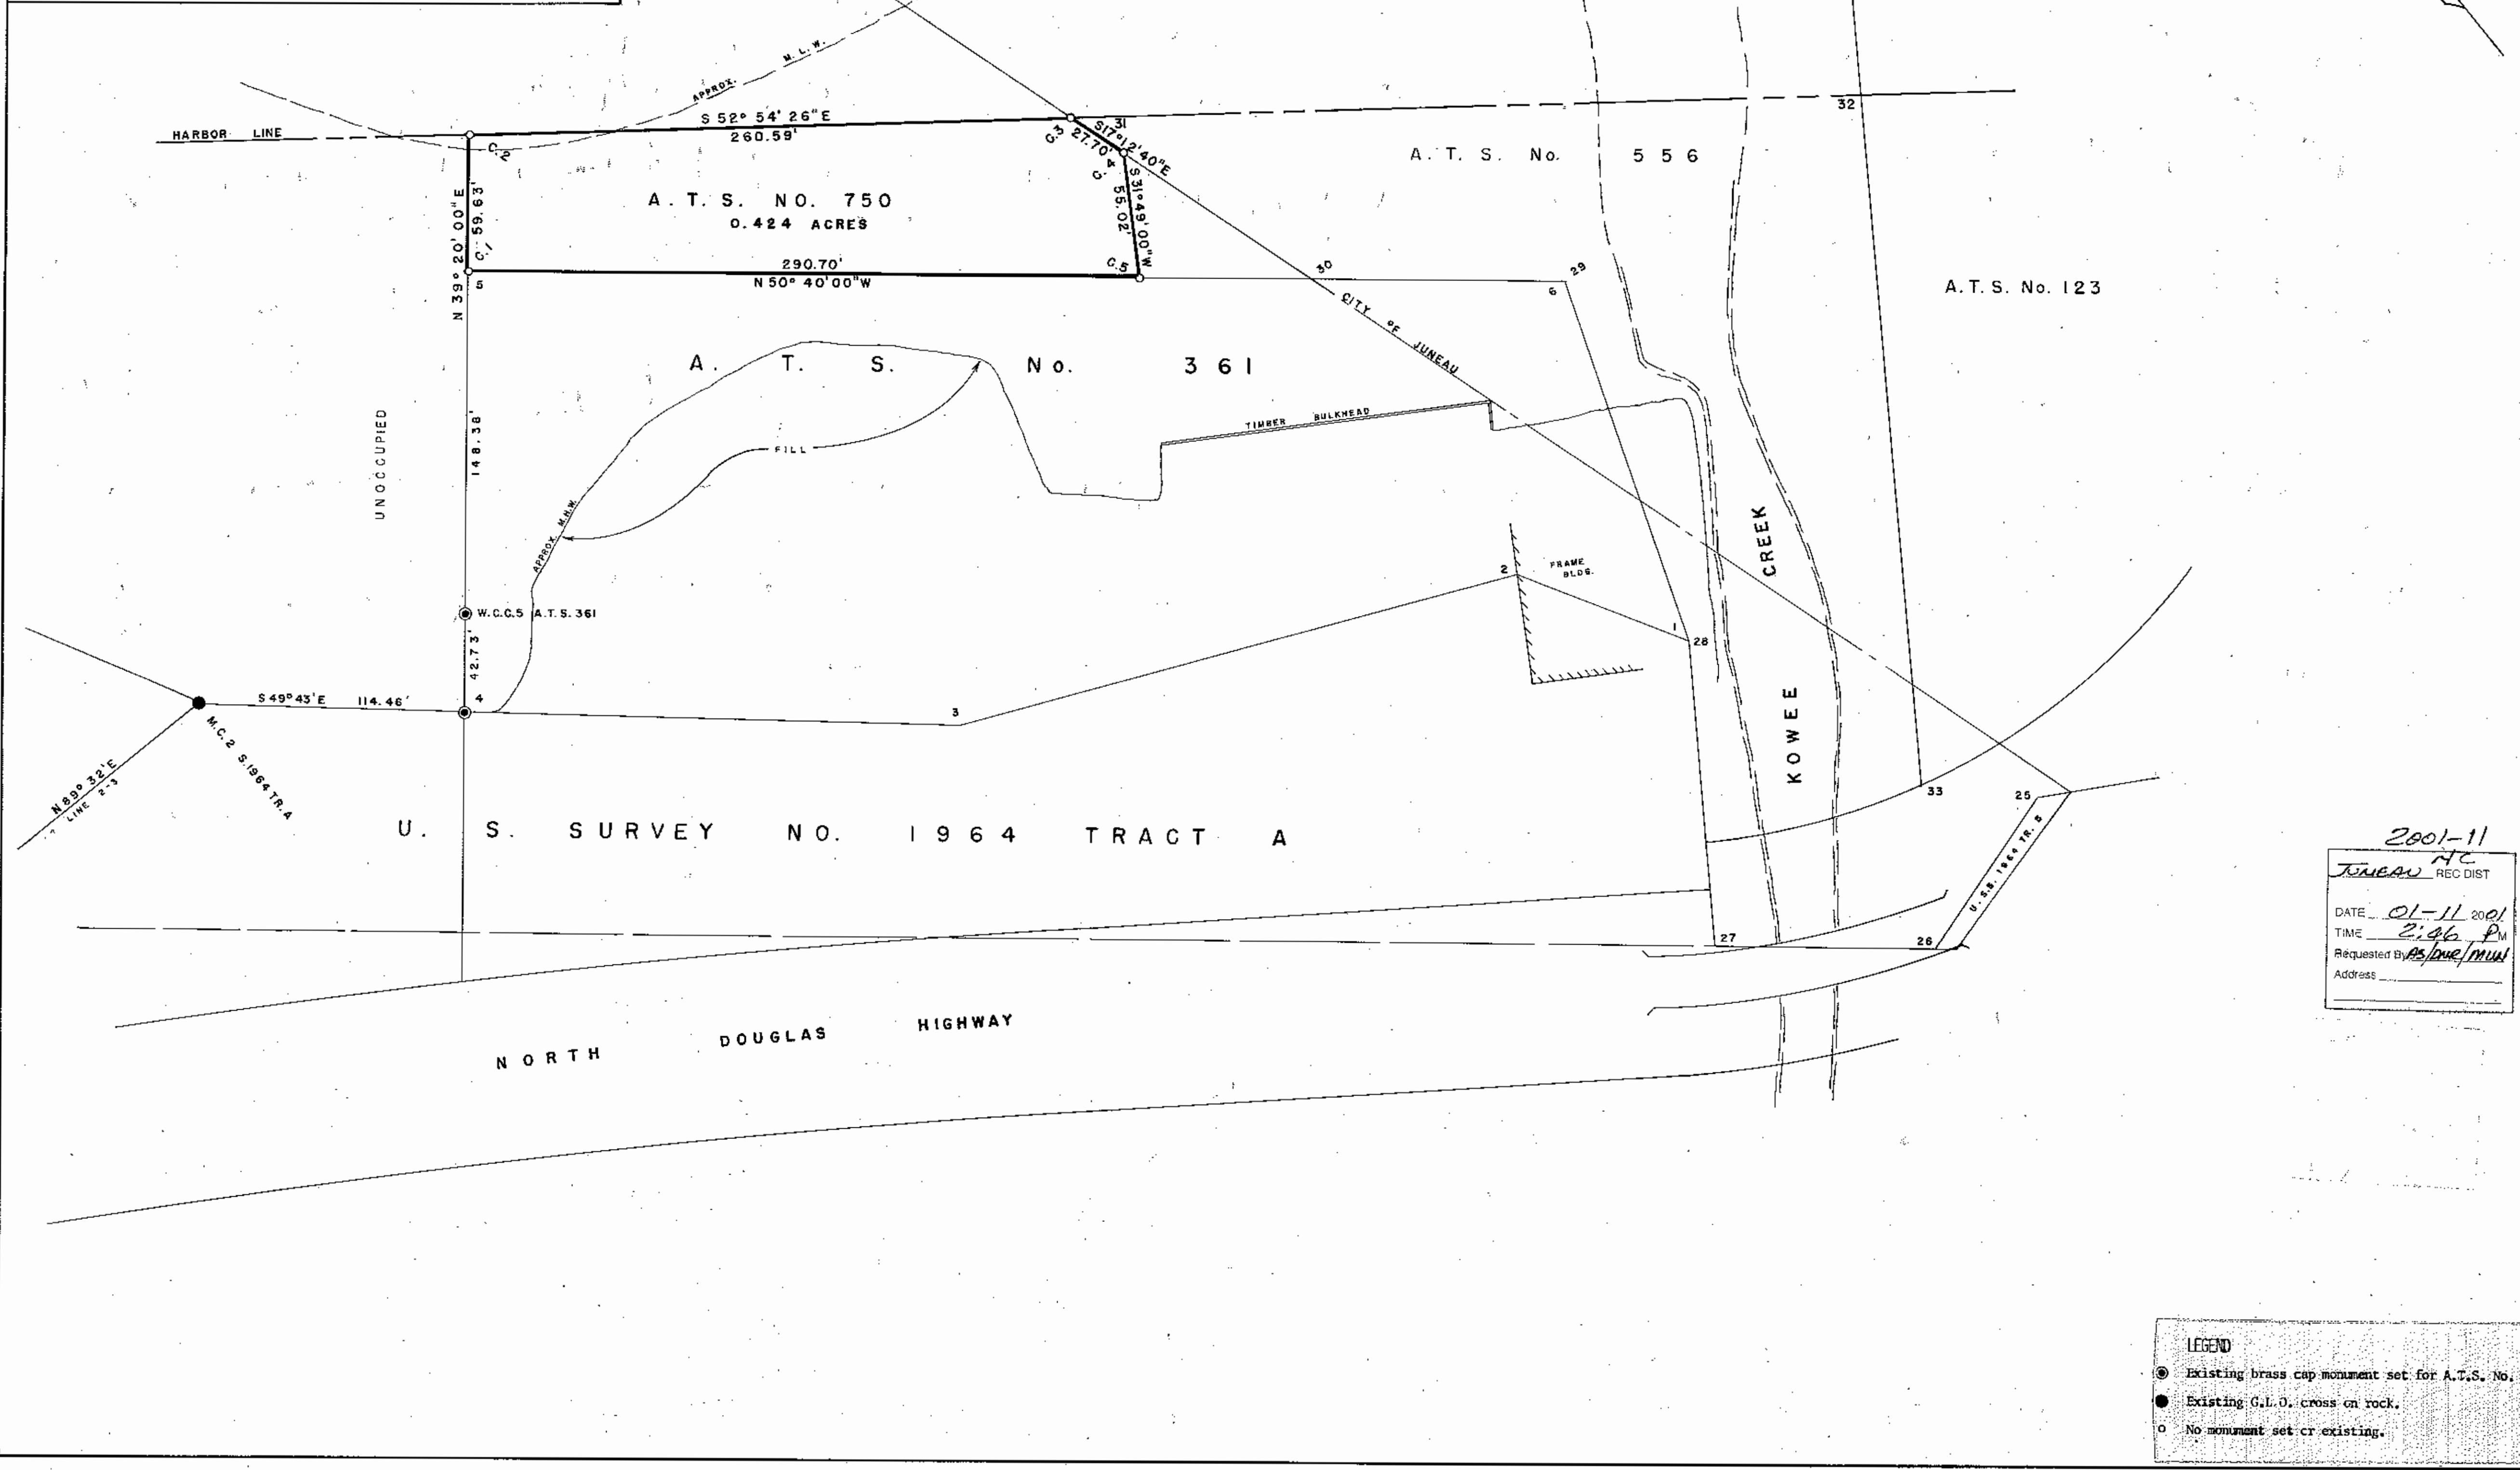 APPROX. M. L. W.
HARBOR LINE
S 52° 54' 26" E
260.59'
C. 2
C. 3
31
S 17° 12' 40" E
27.70'
C. 4
S 31° 49' 00" W
55.02'
C. 5
32
A. T. S. No. 556
A. T. S. NO. 750
0.424 ACRES
N 39° 20' 00" E
59.63'
C. 1
5
290.70'
N 50° 40' 00" W
30
6
29
CITY OF JUNEAU
A. T. S. No. 123
A. T. S. No. 361
UNOCCUPIED
148.38'
FILL
TIMBER BULKHEAD
APPROX. M.H.W.
W.C.C.5 A.T.S. 361
42.73'
2
FRAME
BLDG.
1
28
CREEK
KOWEE
S 49° 43' E 114.46'
4
3
M.C. 2 S. 1964 TR. A
N 89° 32' E
LINE 2-3
33
25
U.S.S. 1964 TR.
U. S. SURVEY NO. 1964 TRACT A
27
26
NORTH DOUGLAS HIGHWAY
2001-11
NC
JUNEAU REC DIST
DATE 01-11 2001
TIME 2:46 PM
Requested By AS/DNR/MLW
Address
LEGEND
Existing brass cap monument set for A.T.S. No.
Existing G.L.O. cross on rock.
No monument set or existing.